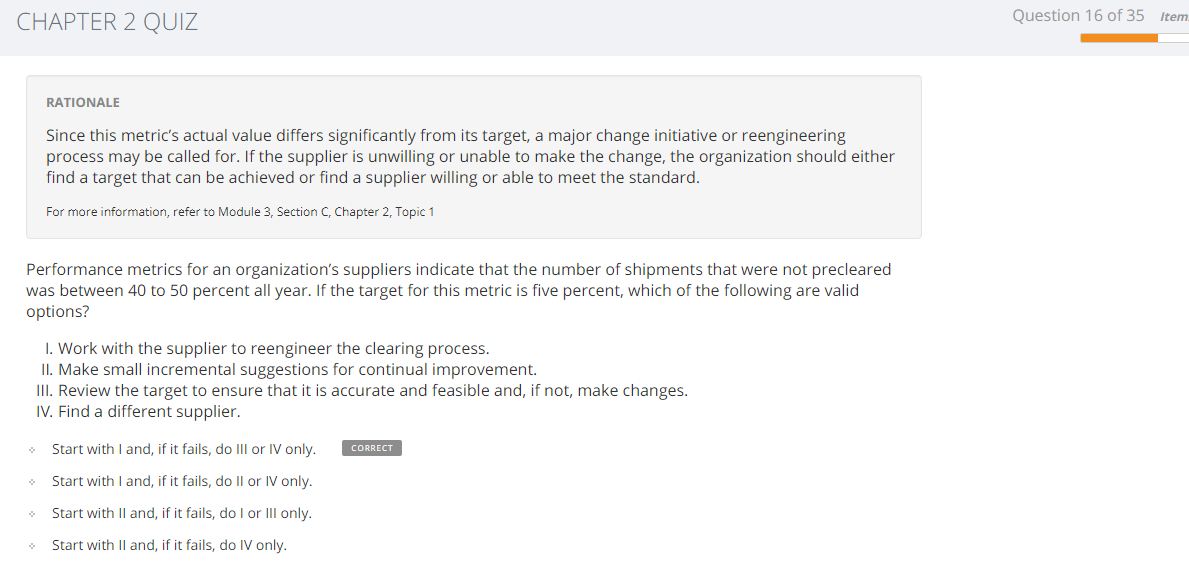 CHAPTER 2 QUIZ
Question 16 of 35 Item
RATIONALE
Since this metric’s actual value differs significantly from its target, a major change initiative or reengineering
process may be called for. If the supplier is unwilling or unable to make the change, the organization should either
find a target that can be achieved or find a supplier willing or able to meet the standard.
For more information, refer to Module 3, Section C, Chapter 2, Topic 1
Performance metrics for an organization’s suppliers indicate that the number of shipments that were not precleared
was between 40 to 50 percent all year. If the target for this metric is five percent, which of the following are valid
options?
I. Work with the supplier to reengineer the clearing process.
II. Make small incremental suggestions for continual improvement.
III. Review the target to ensure that it is accurate and feasible and, if not, make changes.
IV. Find a different supplier.
Start with I and, if it fails, do III or IV only. CORRECT
Start with I and, if it fails, do II or IV only.
Start with II and, if it fails, do I or III only.
Start with II and, if it fails, do IV only.